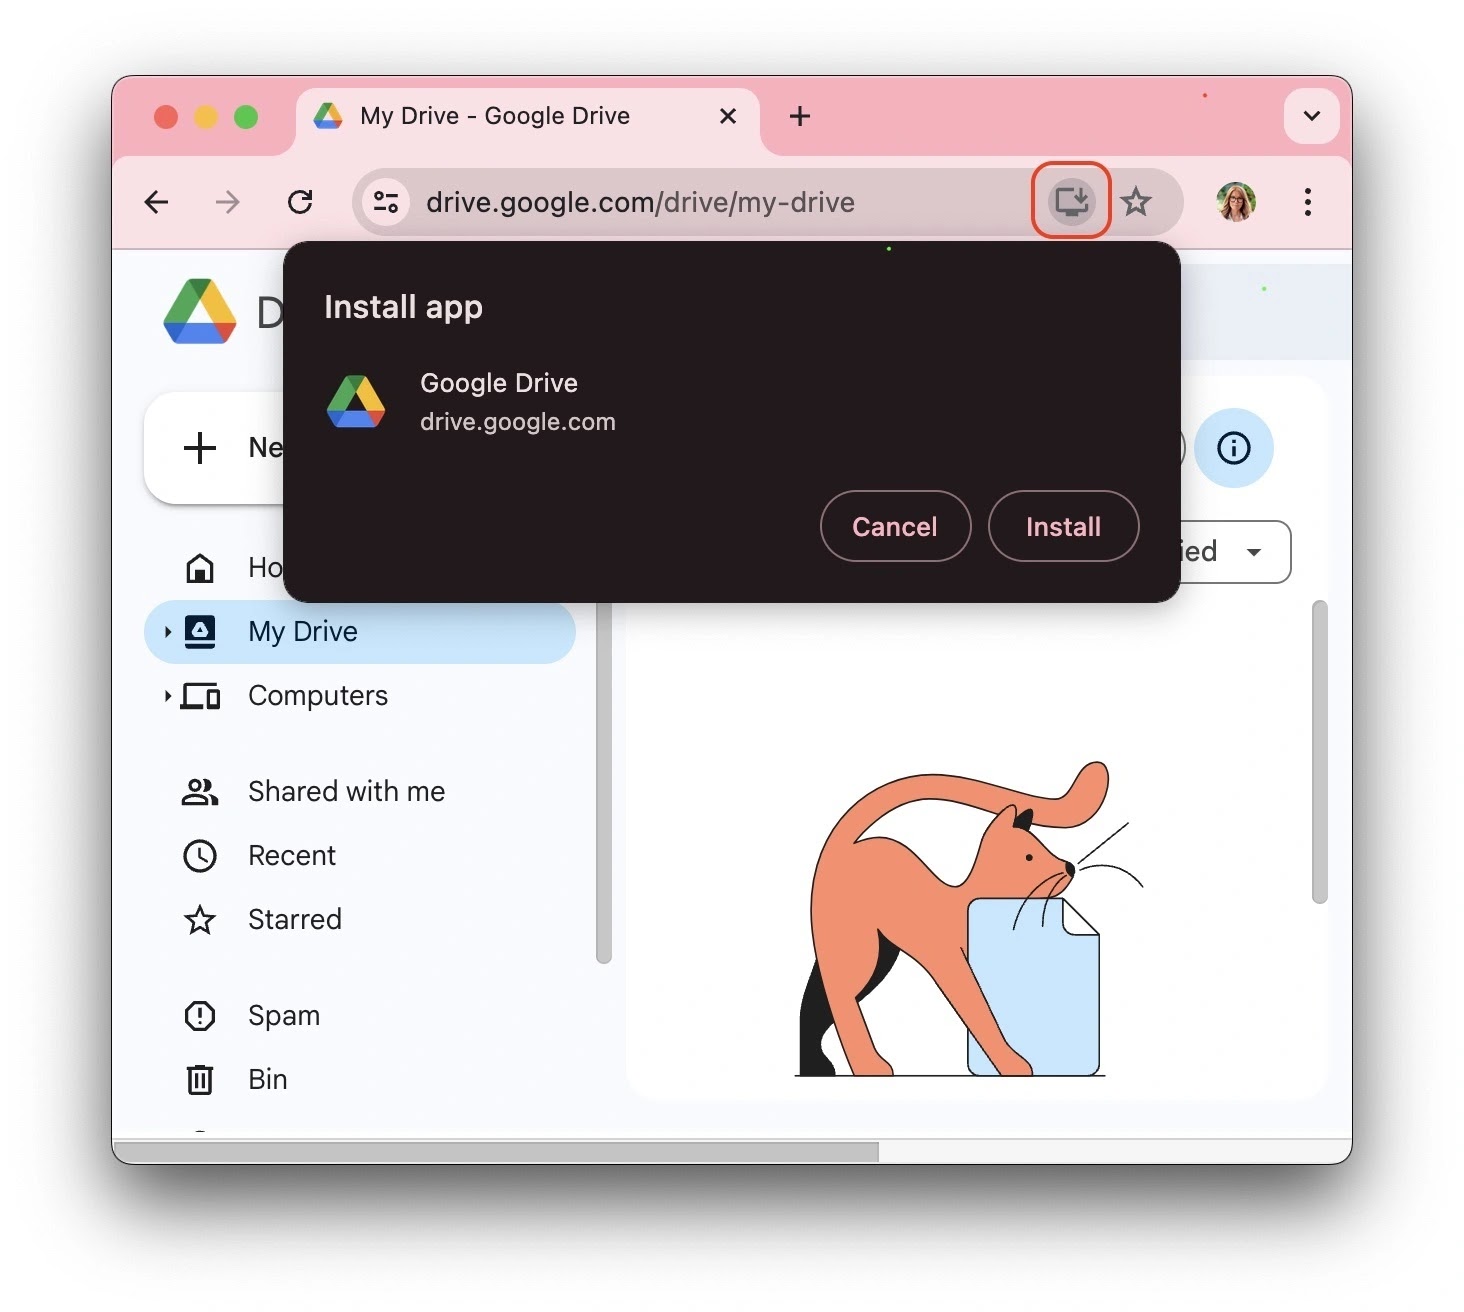 My Drive - Google Drive
drive.google.com/drive/my-drive
D
Install app
Google Drive
drive.google.com
Cancel
Install
Ne
ied
Ho
My Drive
Computers
Shared with me
Recent
Starred
Spam
Bin